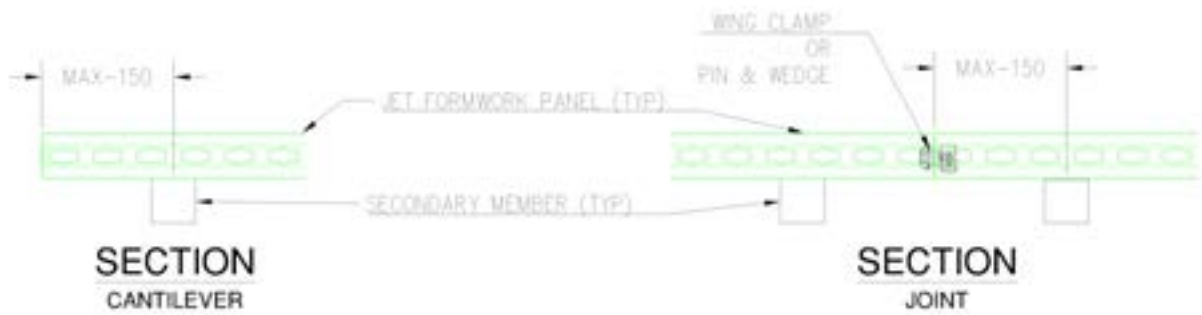 WING CLAMP
OR
PIN & WEDGE
MAX-150
MAX-150
JET FORMWORK PANEL (TYP)
SECONDARY MEMBER (TYP)
SECTION
CANTILEVER
SECTION
JOINT